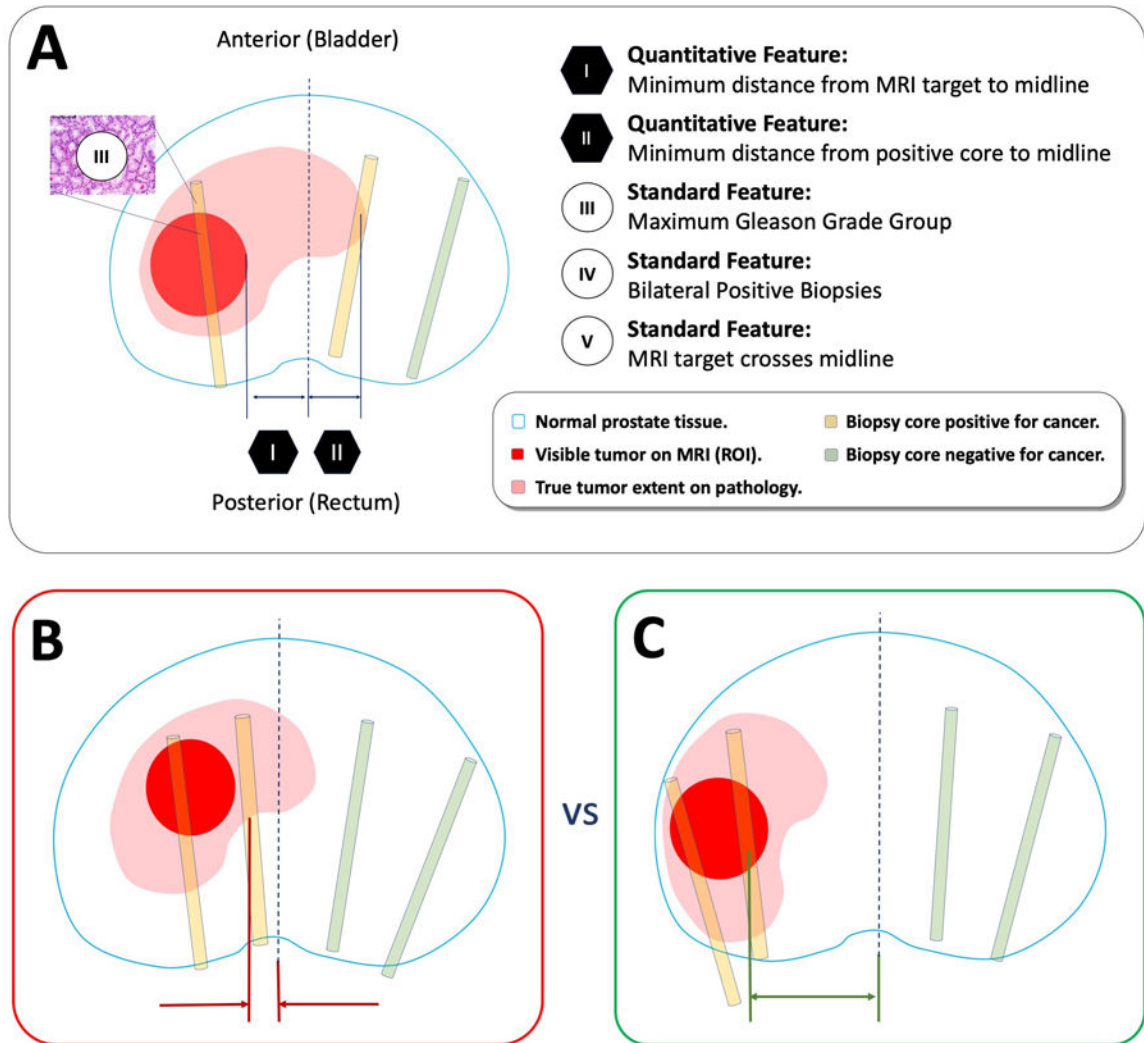 A
Anterior (Bladder)
III
I
II
Posterior (Rectum)
I
Quantitative Feature:
Minimum distance from MRI target to midline
II
Quantitative Feature:
Minimum distance from positive core to midline
III
Standard Feature:
Maximum Gleason Grade Group
IV
Standard Feature:
Bilateral Positive Biopsies
V
Standard Feature:
MRI target crosses midline
Normal prostate tissue.
Visible tumor on MRI (ROI).
True tumor extent on pathology.
Biopsy core positive for cancer.
Biopsy core negative for cancer.
B
VS
C